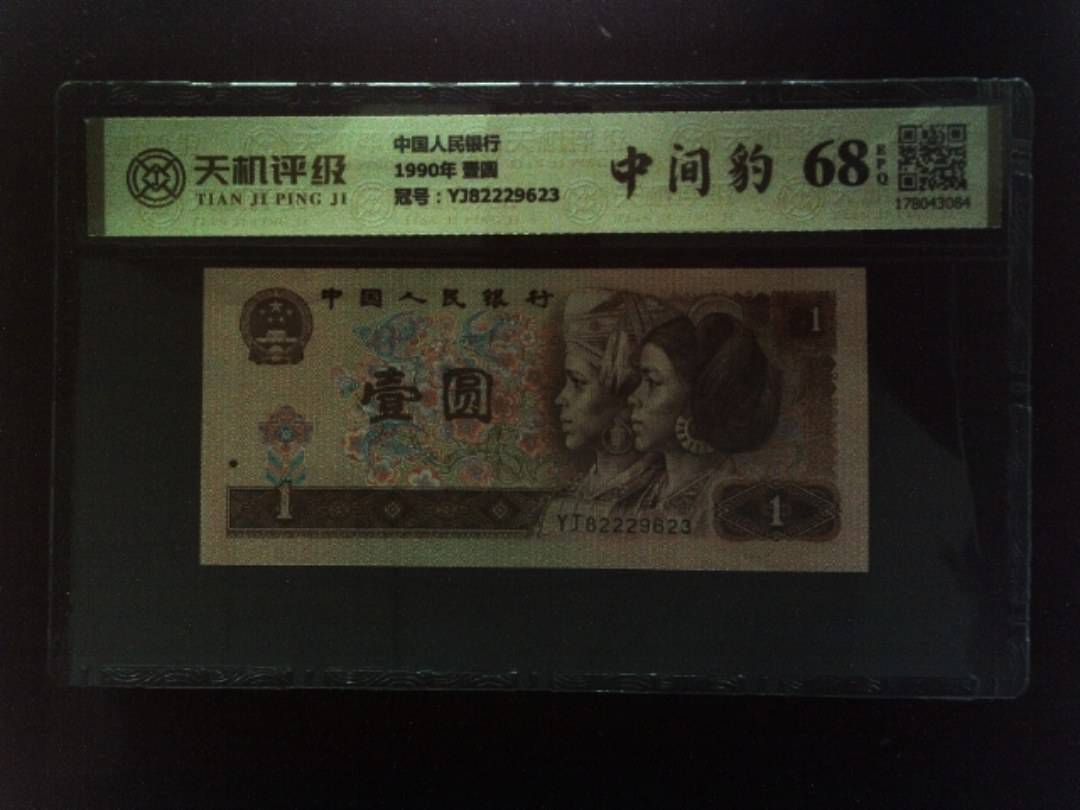 天机评级
TIAN JI PING JI
中国人民银行
1990年 壹圆
冠号：YJ82229623
中间豹
68
EPQ
178043084
中国人民银行
1
壹圆
1
YJ82229623
1